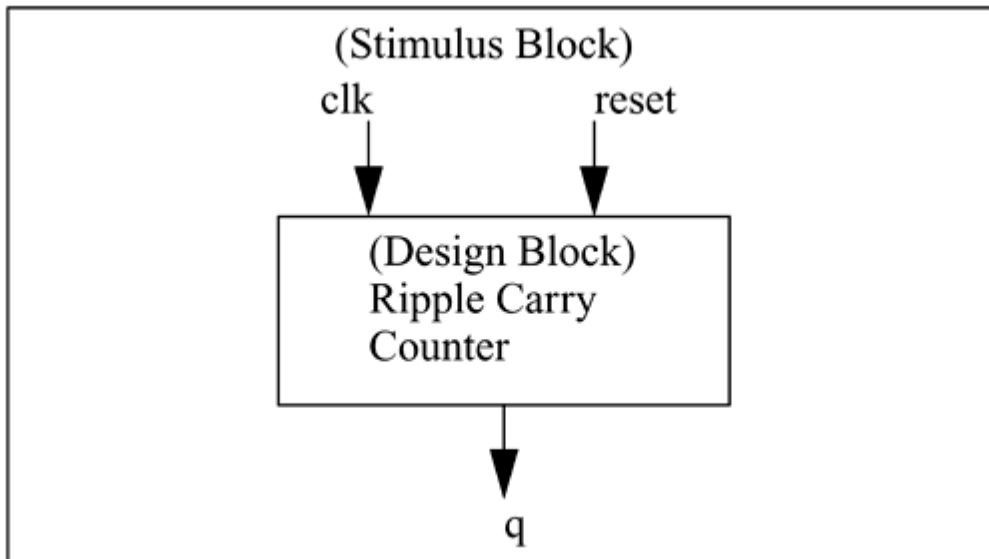 (Stimulus Block)
clk reset
(Design Block)
Ripple Carry
Counter
q